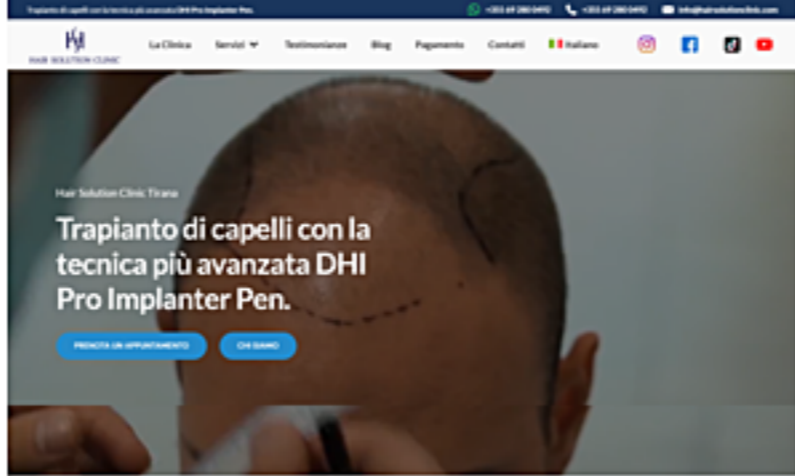 Trapianto di capelli con la tecnica più avanzata DHI Pro Implanter Pen.
+355 69 280 0492
+355 69 280 0492
info@hairsolutionclinic.com
HAIR SOLUTION CLINIC
La Clinica
Servizi
Testimonianze
Blog
Pagamento
Contatti
Italiano
Hair Solution Clinic Tirana
Trapianto di capelli con la
tecnica più avanzata DHI
Pro Implanter Pen.
PRENOTA UN APPUNTAMENTO
CHI SIAMO